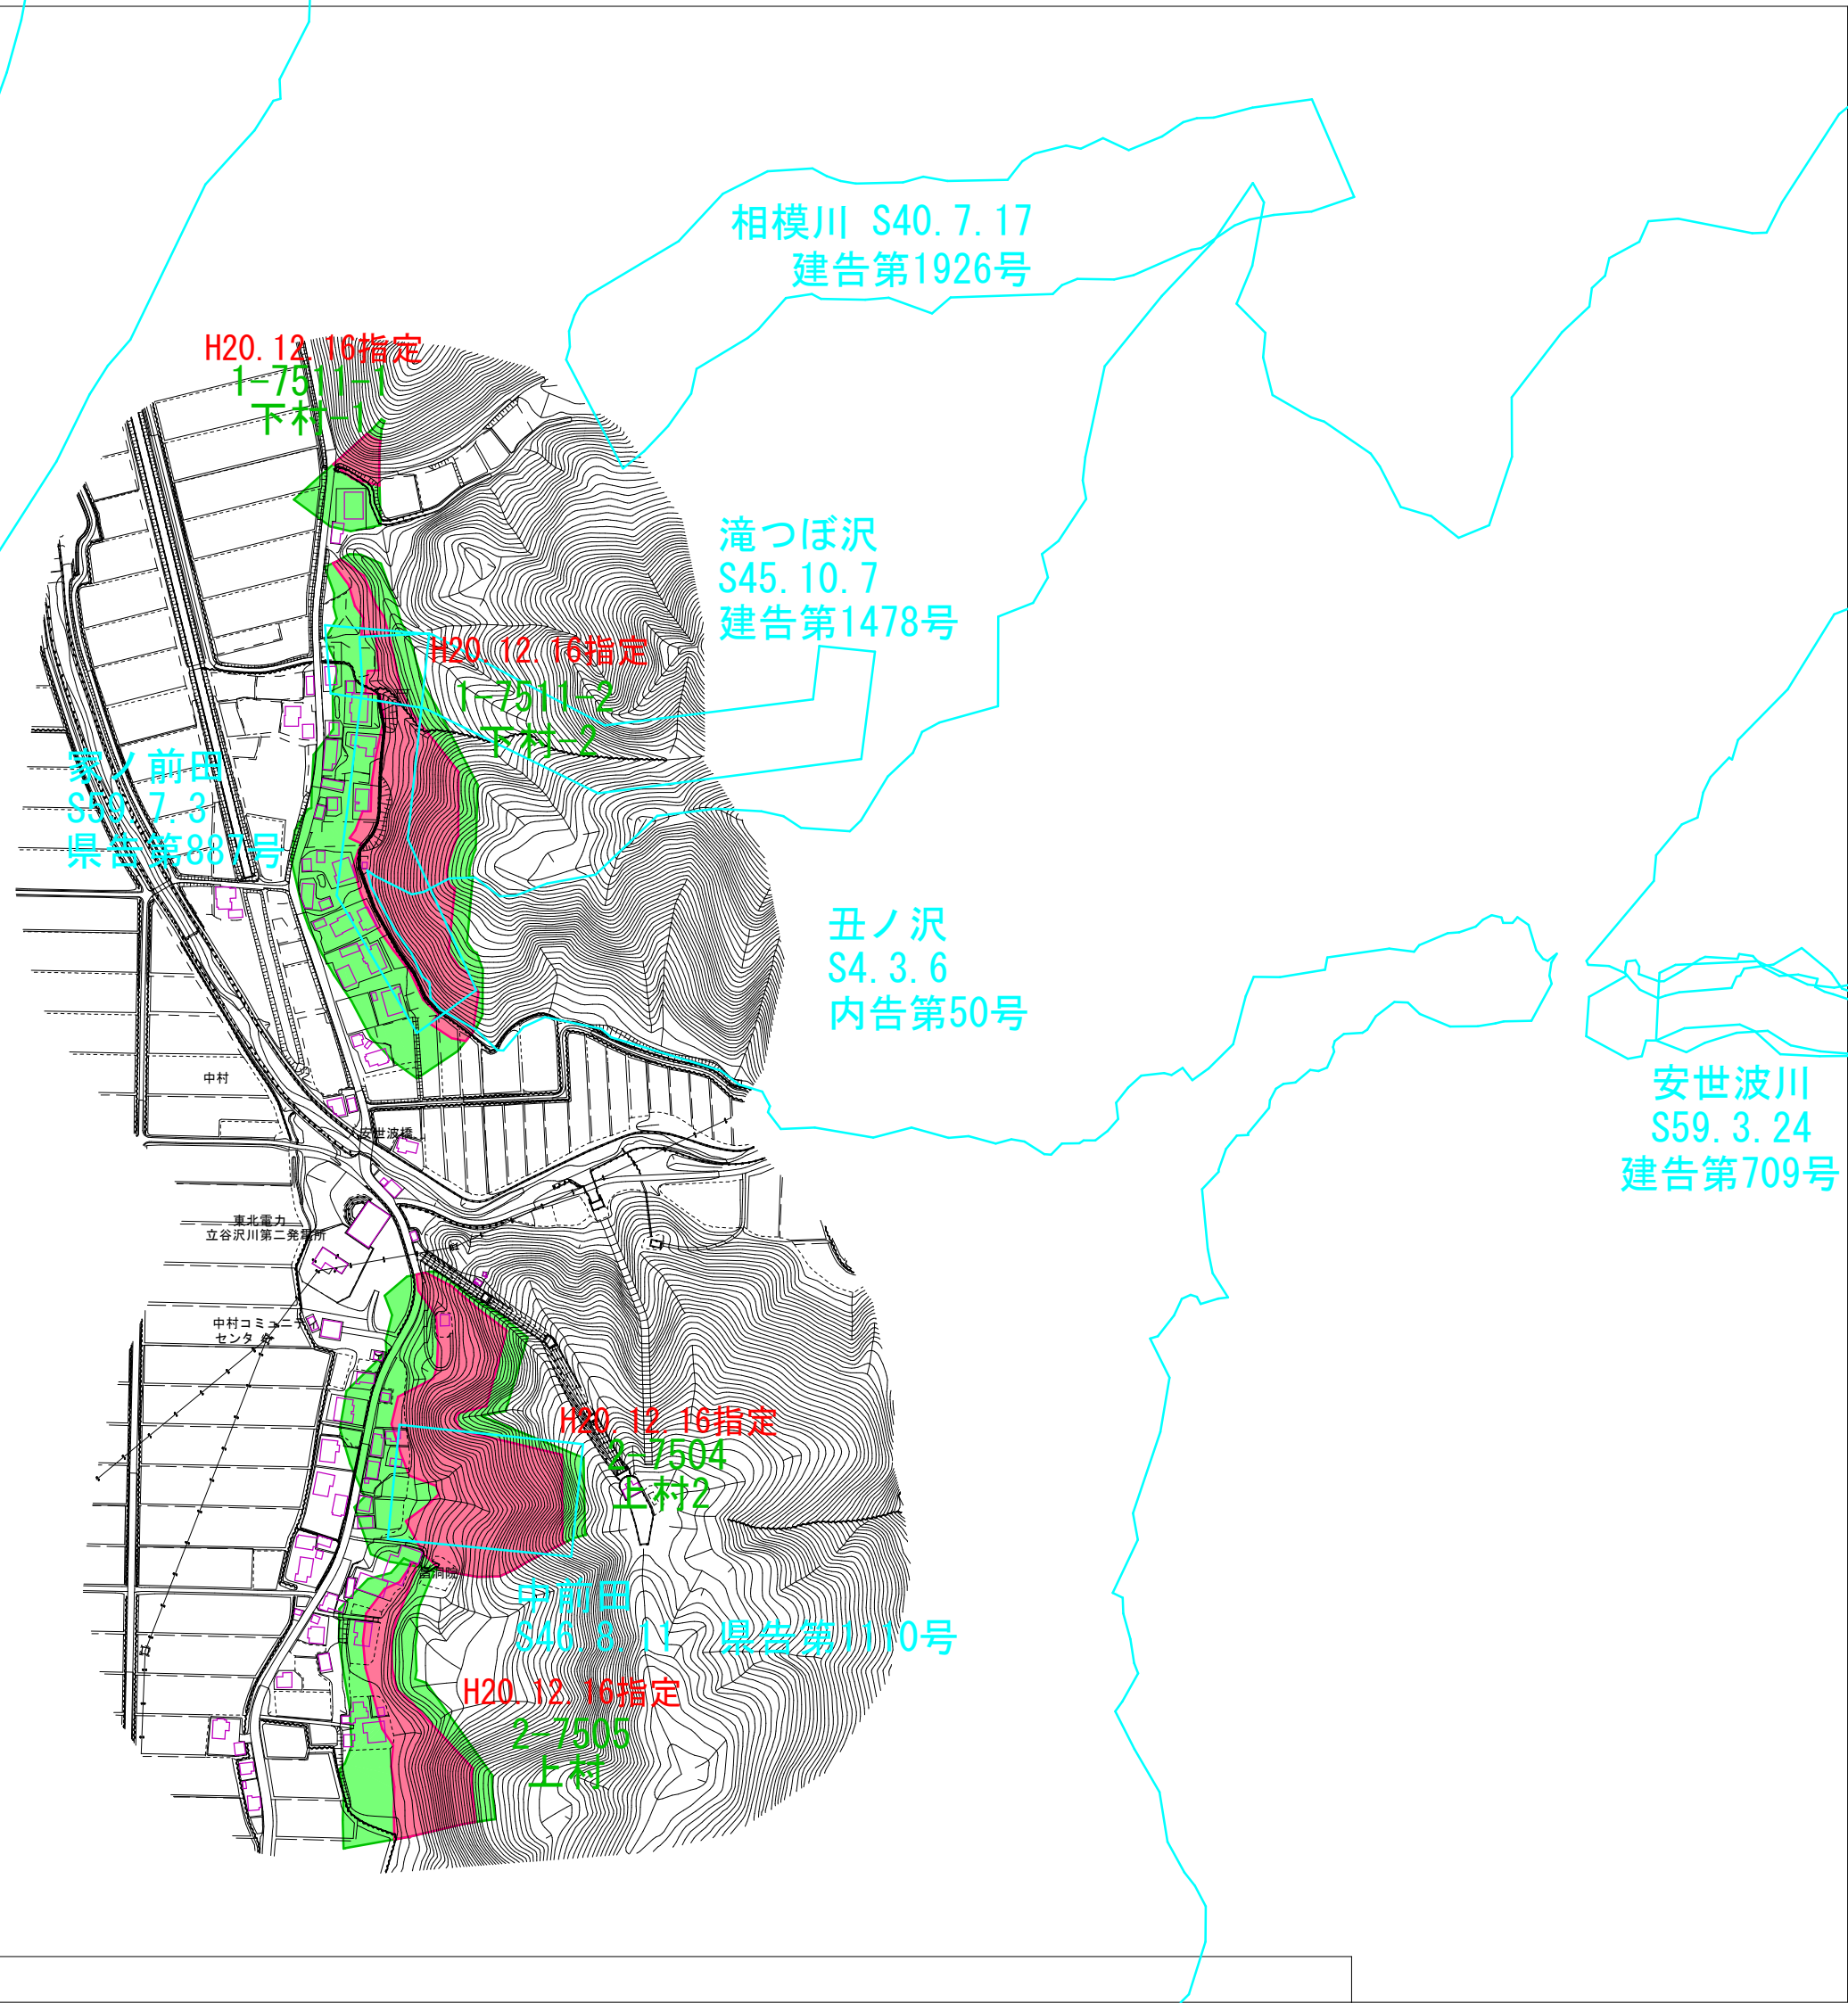 相模川 S40.7.17
建告第1926号
H20.12.16指定
1-7511-1
下村-1
滝つぼ沢
S45.10.7
建告第1478号
H20.12.16指定
1-7511-2
下村-2
家ノ前田
S59.7.3
県告第887号
丑ノ沢
S4.3.6
内告第50号
中村
安世波橋
安世波川
S59.3.24
建告第709号
東北電力
立谷沢川第二発電所
中村コミュニティ
センター
H20.12.16指定
2-7504
上村2
中前田
S46.8.11 県告第1110号
H20.12.16指定
2-7505
上村